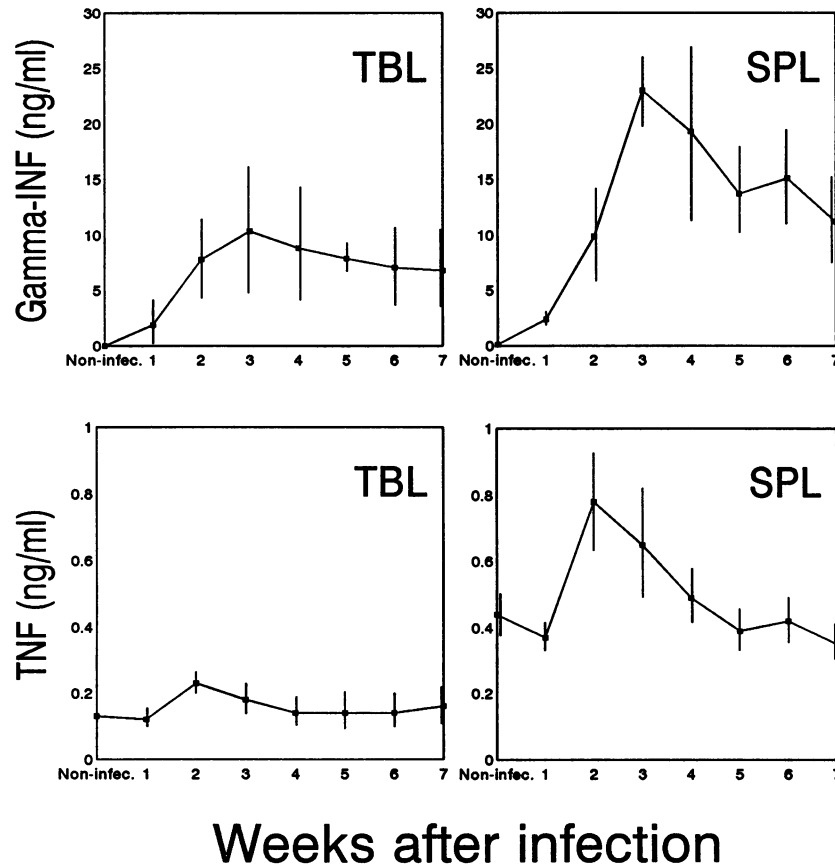 Gamma-INF (ng/ml)
30
25
20
15
10
5
0
TBL
Non-infec. 1 2 3 4 5 6 7
30
25
20
15
10
5
0
SPL
Non-infec. 1 2 3 4 5 6 7
TNF (ng/ml)
1
0.8
0.6
0.4
0.2
0
TBL
Non-infec. 1 2 3 4 5 6 7
1
0.8
0.6
0.4
0.2
0
SPL
Non-infec. 1 2 3 4 5 6 7
Weeks after infection